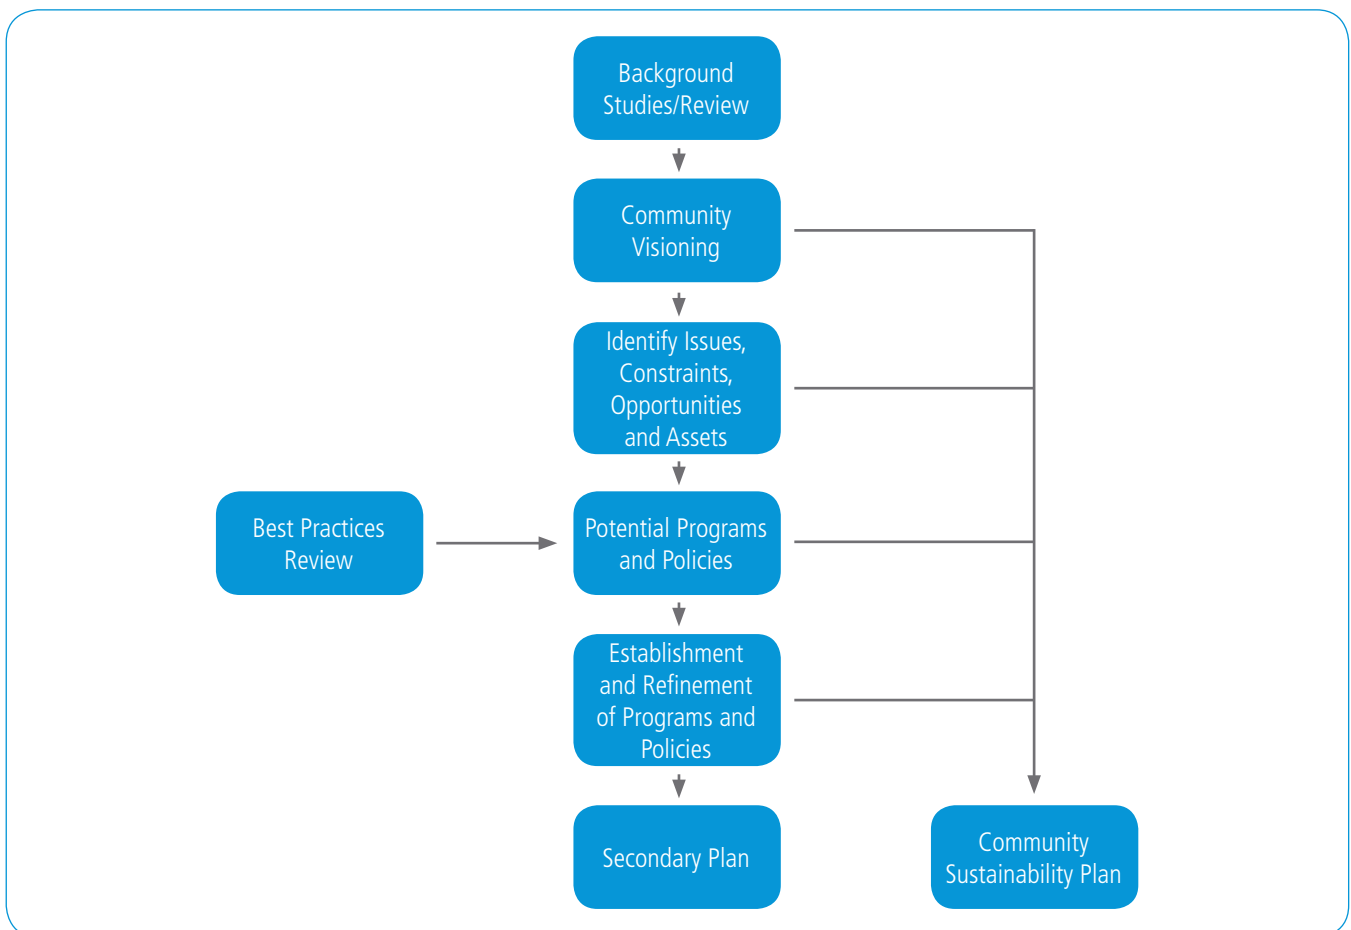 Background
Studies/Review
Community
Visioning
Identify Issues,
Constraints,
Opportunities
and Assets
Best Practices
Review
Potential Programs
and Policies
Establishment
and Refinement
of Programs and
Policies
Secondary Plan
Community
Sustainability Plan